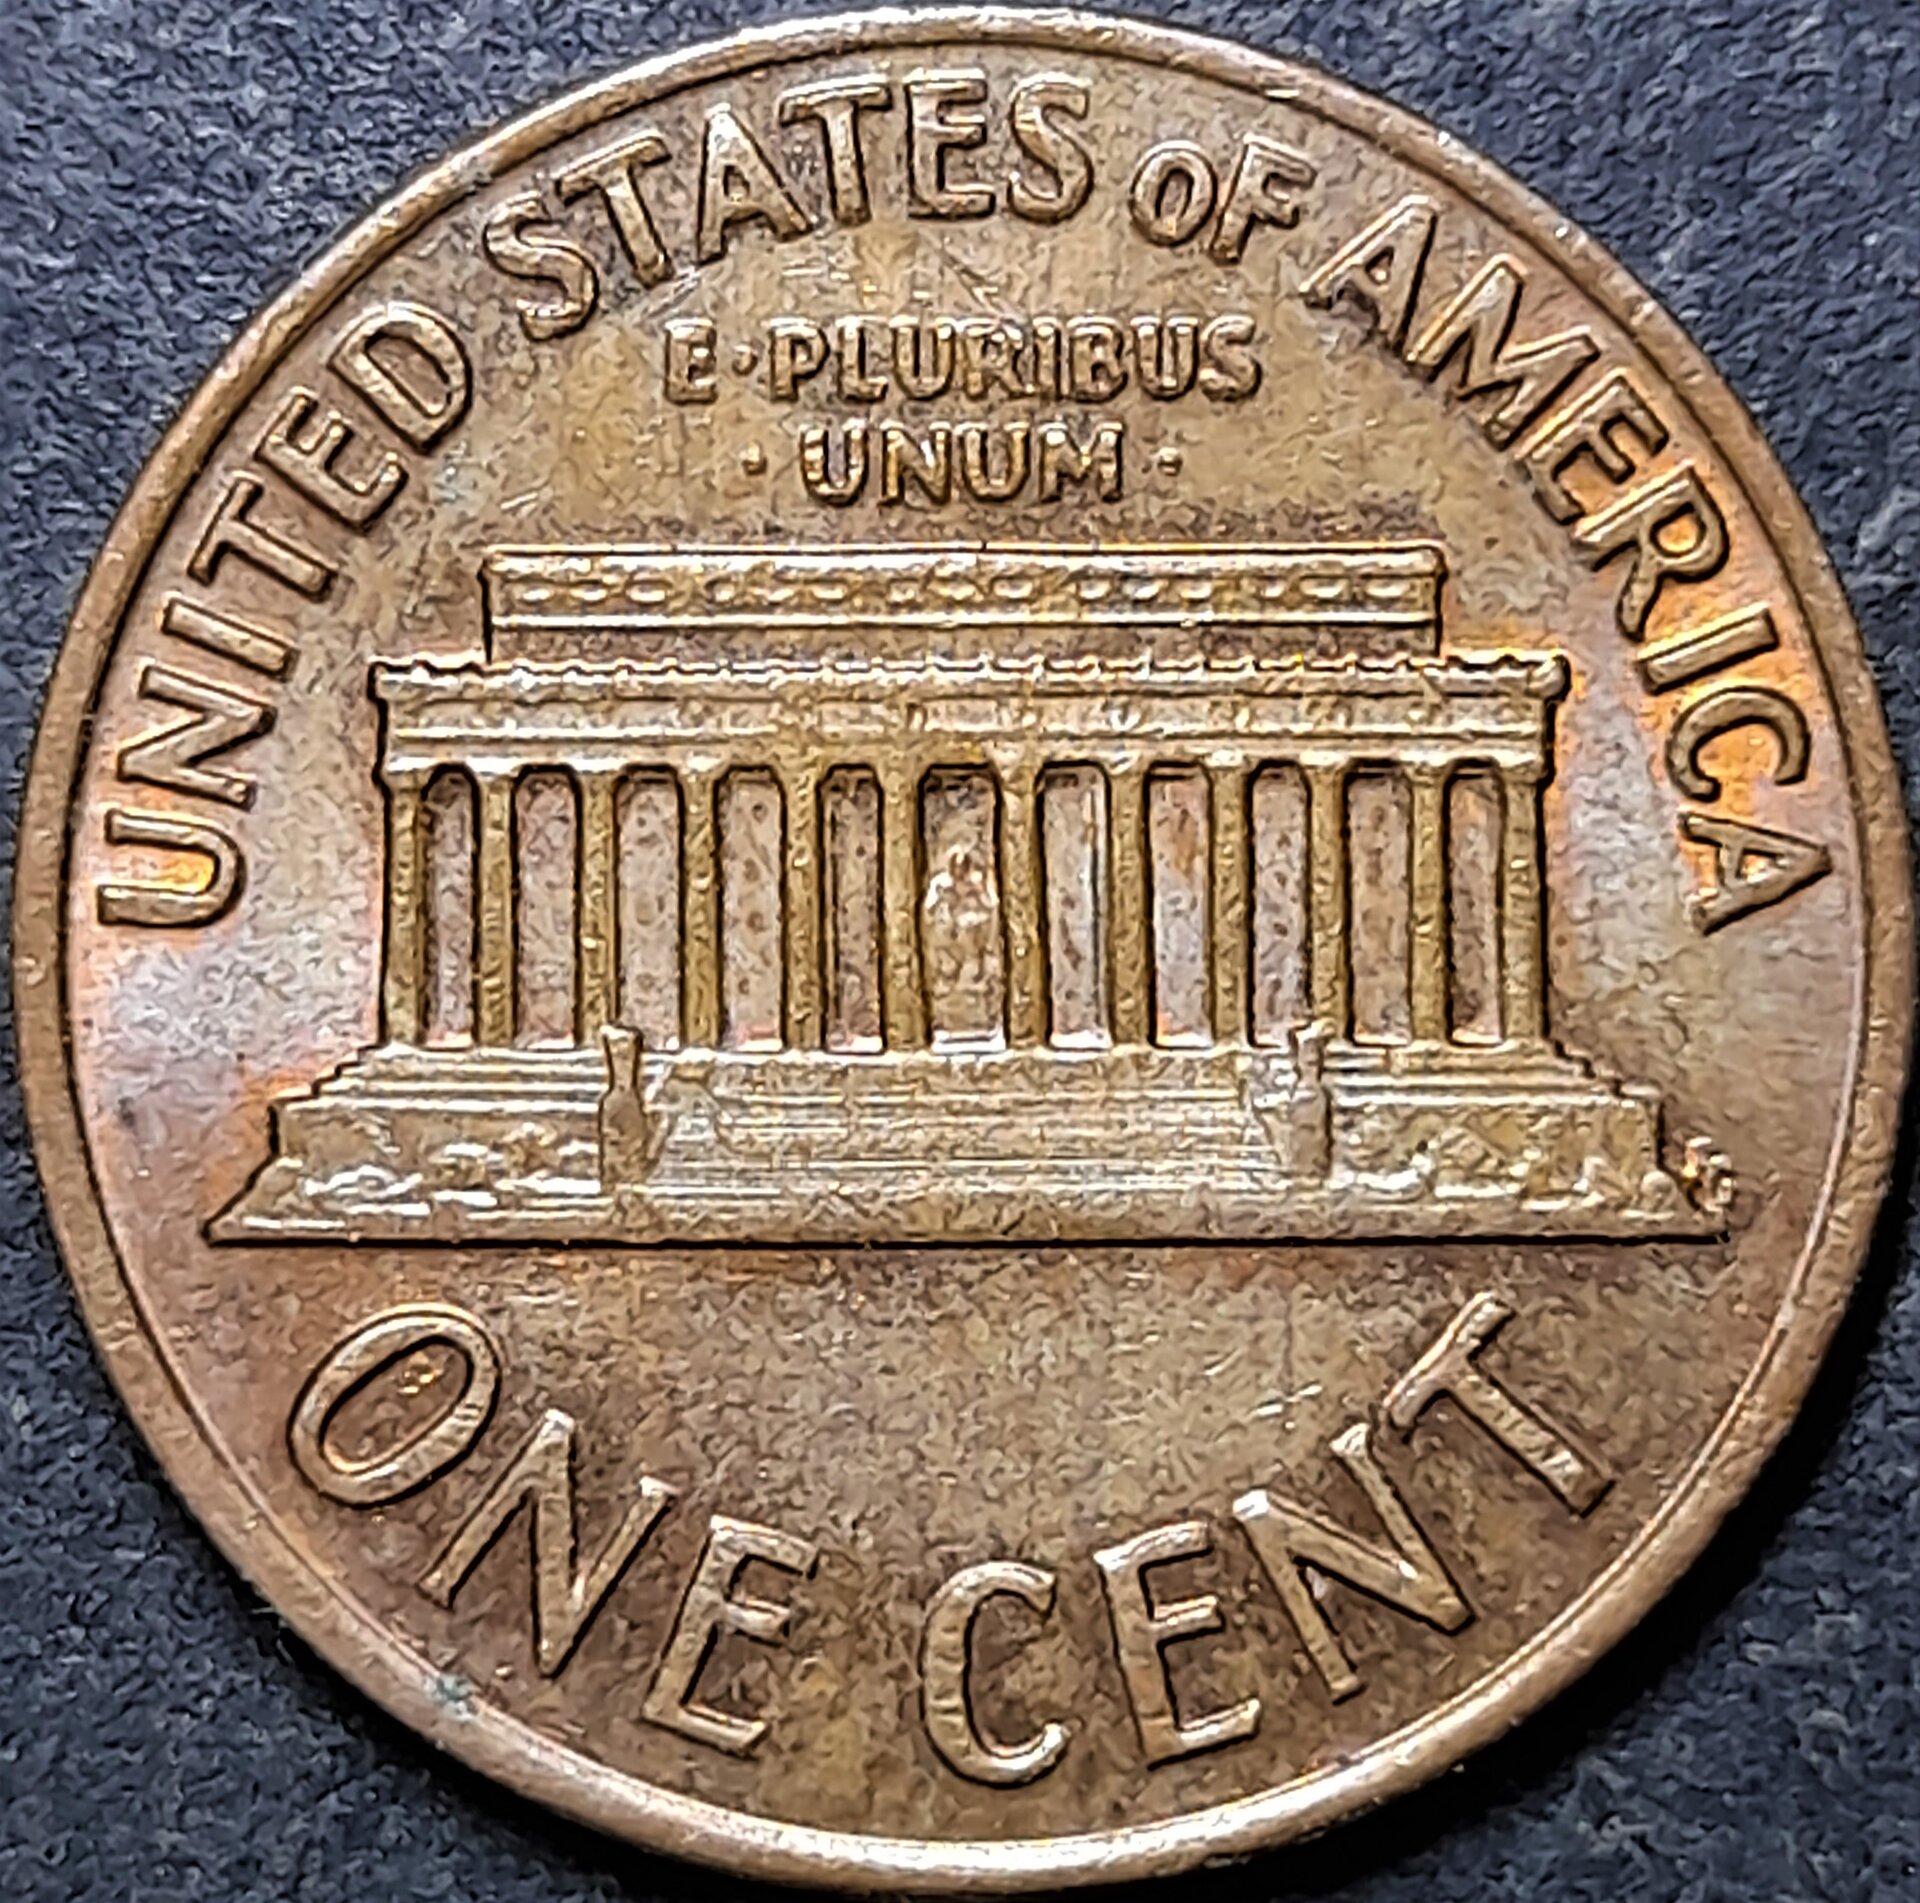 UNITED STATES OF AMERICA
E·PLURIBUS
·UNUM·
ONE CENT